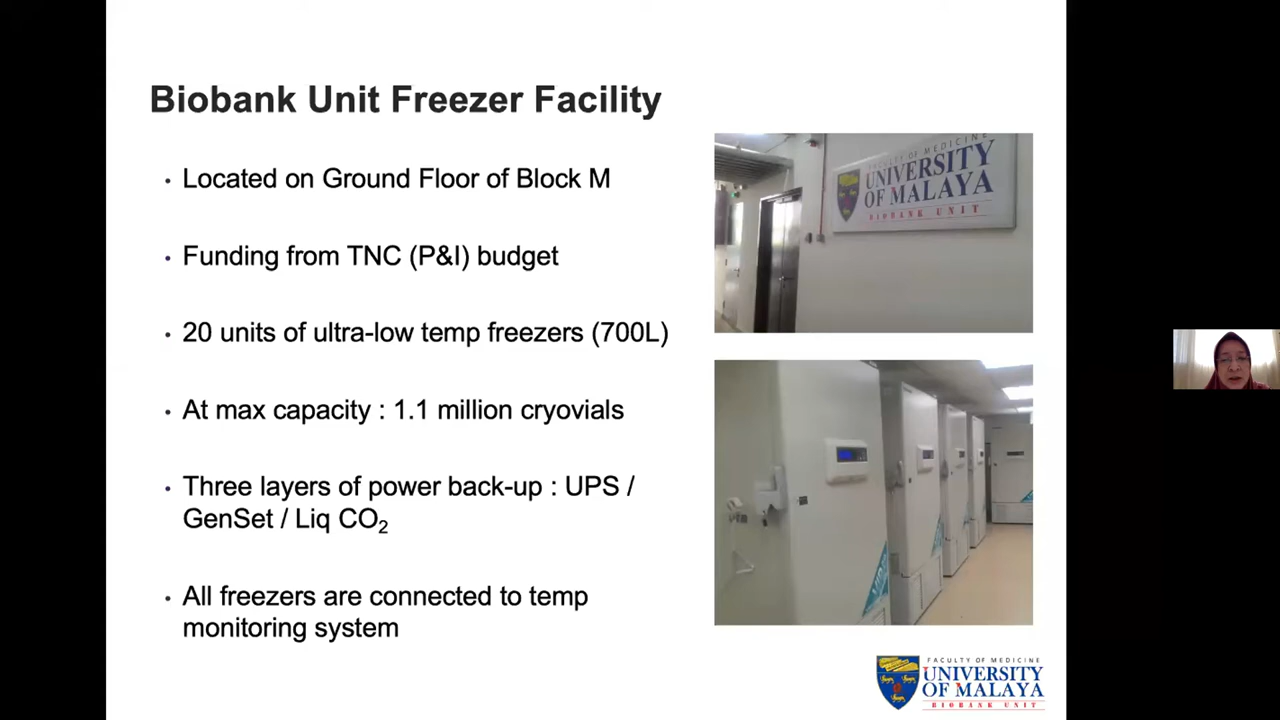 Biobank Unit Freezer Facility
• Located on Ground Floor of Block M
• Funding from TNC (P&I) budget
• 20 units of ultra-low temp freezers (700L)
• At max capacity : 1.1 million cryovials
• Three layers of power back-up : UPS /
GenSet / Liq CO₂
• All freezers are connected to temp
monitoring system
FACULTY OF MEDICINE
UNIVERSITY
OF MALAYA
BIOBANK UNIT
FACULTY OF MEDICINE
UNIVERSITY
OF MALAYA
BIOBANK UNIT